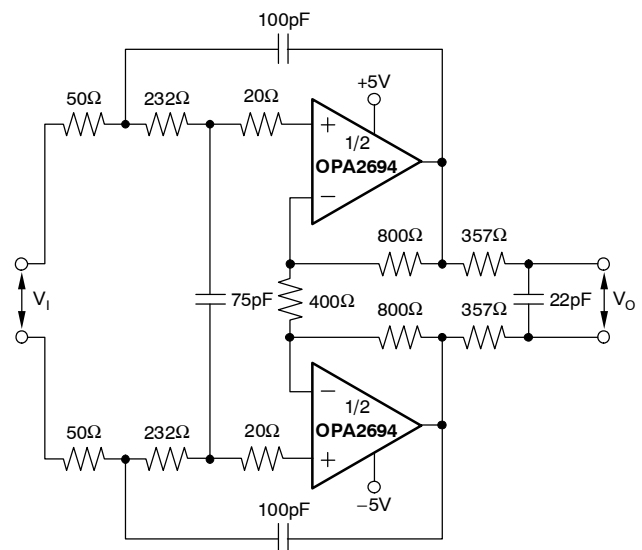 100pF
50Ω 232Ω 20Ω
+5V
+
1/2
OPA2694
−
800Ω 357Ω
V_I
75pF
400Ω
22pF
V_O
800Ω 357Ω
−
1/2
OPA2694
50Ω 232Ω 20Ω
+
−5V
100pF